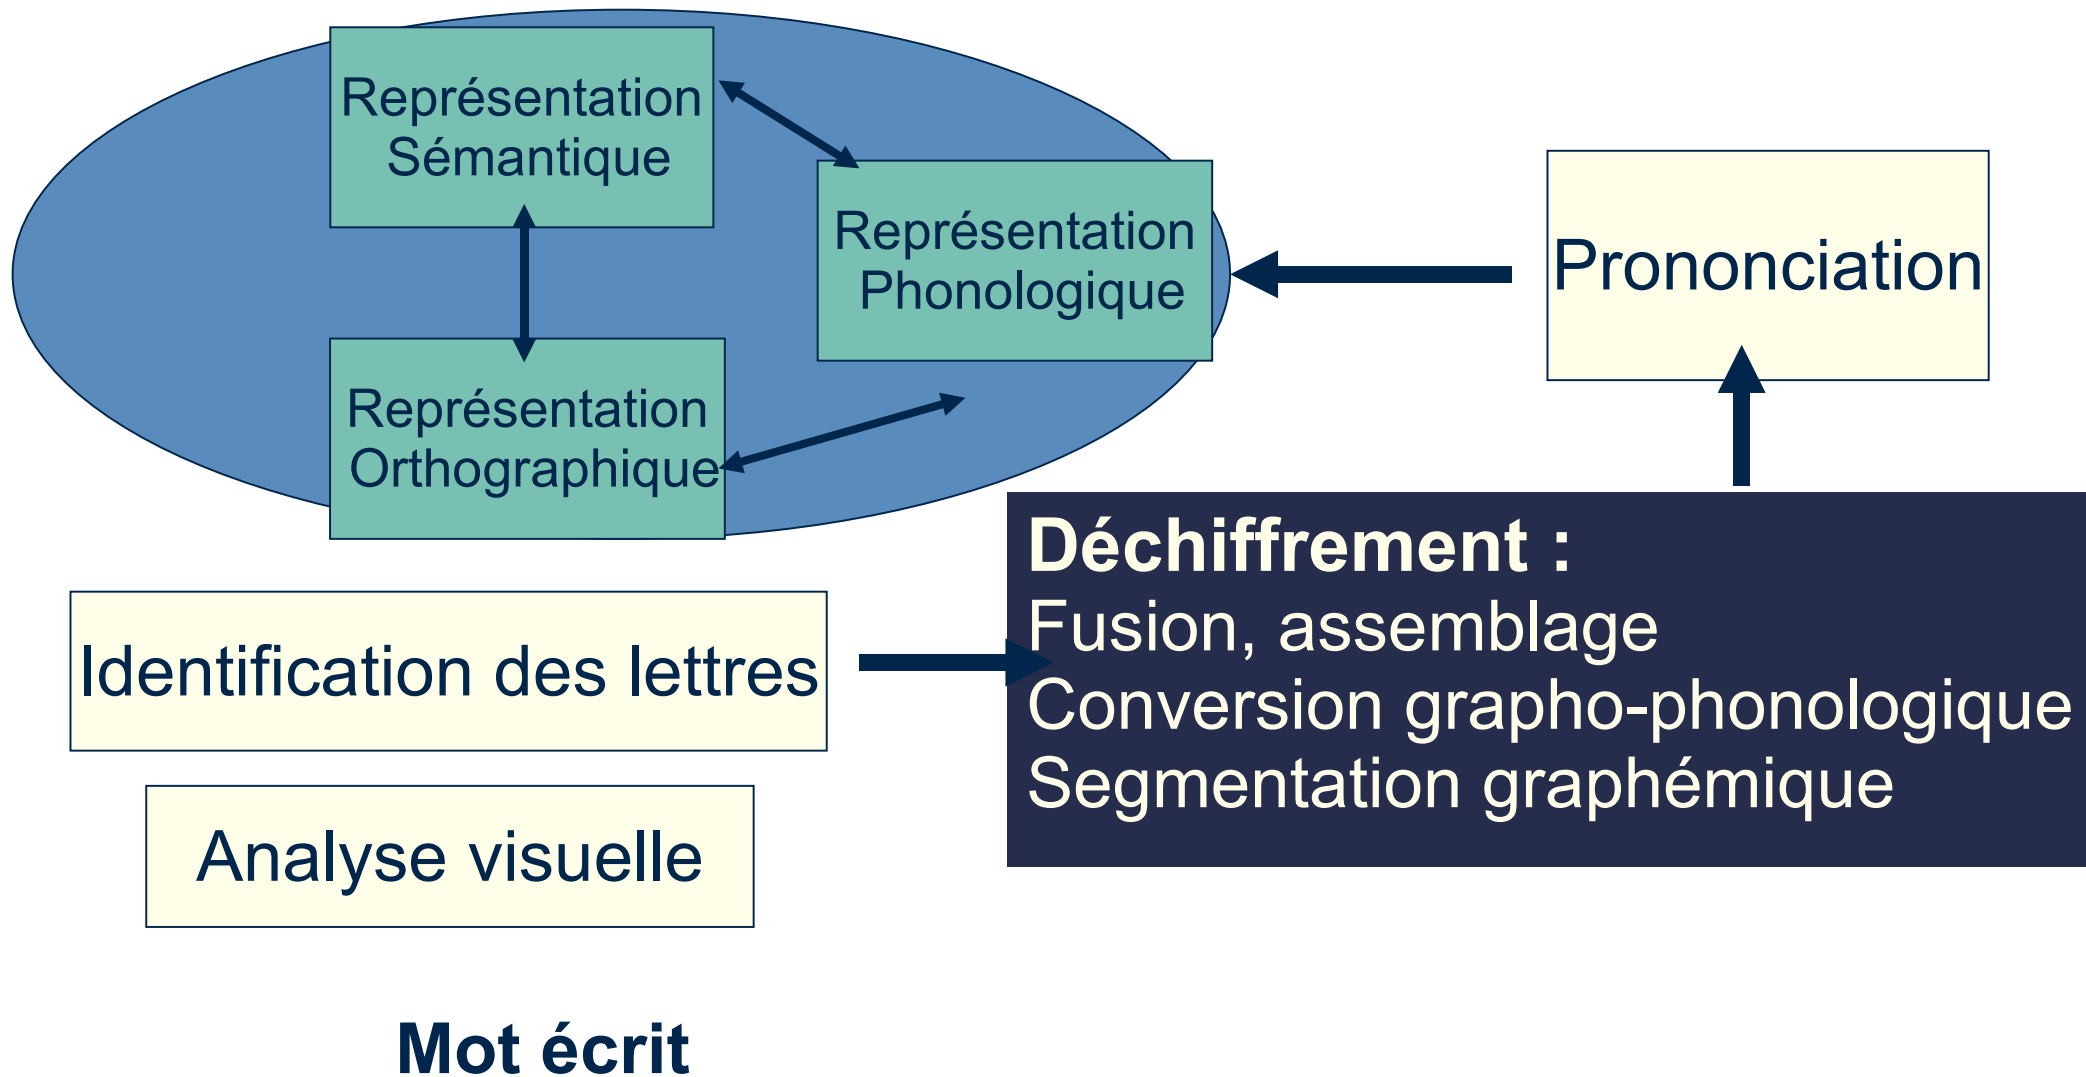 Représentation
Sémantique
Représentation
Phonologique
Prononciation
Représentation
Orthographique
Déchiffrement :
Fusion, assemblage
Conversion grapho-phonologique
Segmentation graphémique
Identification des lettres
Analyse visuelle
Mot écrit